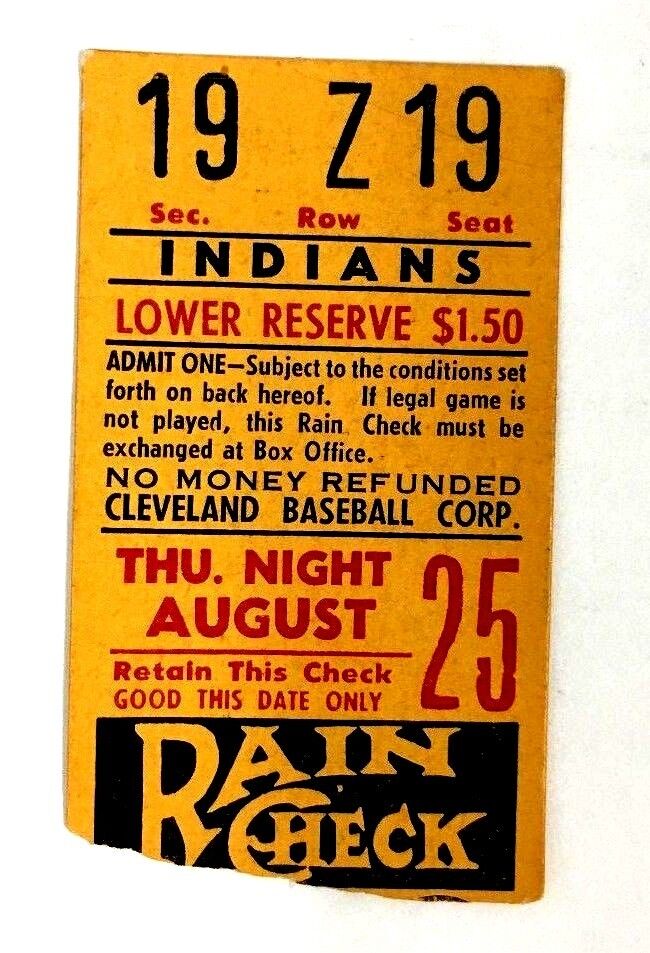 19 Z 19
Sec. Row Seat
INDIANS
LOWER RESERVE $1.50
ADMIT ONE—Subject to the conditions set
forth on back hereof. If legal game is
not played, this Rain Check must be
exchanged at Box Office.
NO MONEY REFUNDED
CLEVELAND BASEBALL CORP.
THU. NIGHT
AUGUST 25
Retain This Check
GOOD THIS DATE ONLY
RAIN
CHECK